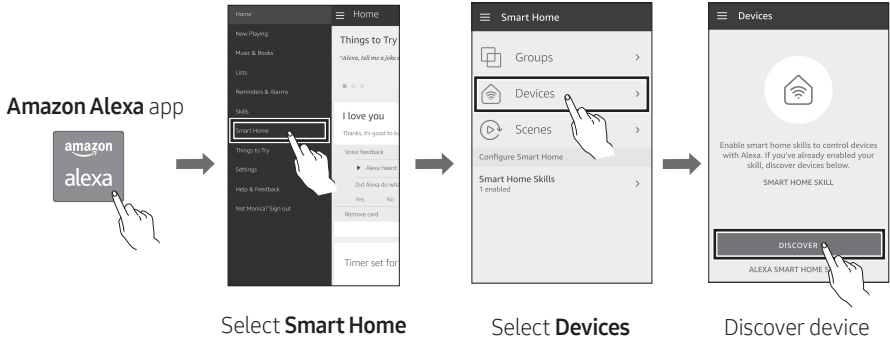 Amazon Alexa app
amazon
alexa
Home
Now Playing
Music & Books
Lists
Reminders & Alarms
Skills
Smart Home
Things to Try
Settings
Help & Feedback
Not Monica? Sign out
Home
Things to Try
"Alexa, tell me a joke
I love you
Thanks, it's good to
Voice feedback
Alexa heard:
Did Alexa do
Yes No
Remove card
Timer set for
Select Smart Home
Smart Home
Groups
Devices
Scenes
Configure Smart Home
Smart Home Skills
1 enabled
Select Devices
Devices
Enable smart home skills to control devices
with Alexa. If you've already enabled your
skill, discover devices below.
SMART HOME SKILL
DISCOVER
ALEXA SMART HOME
Discover device